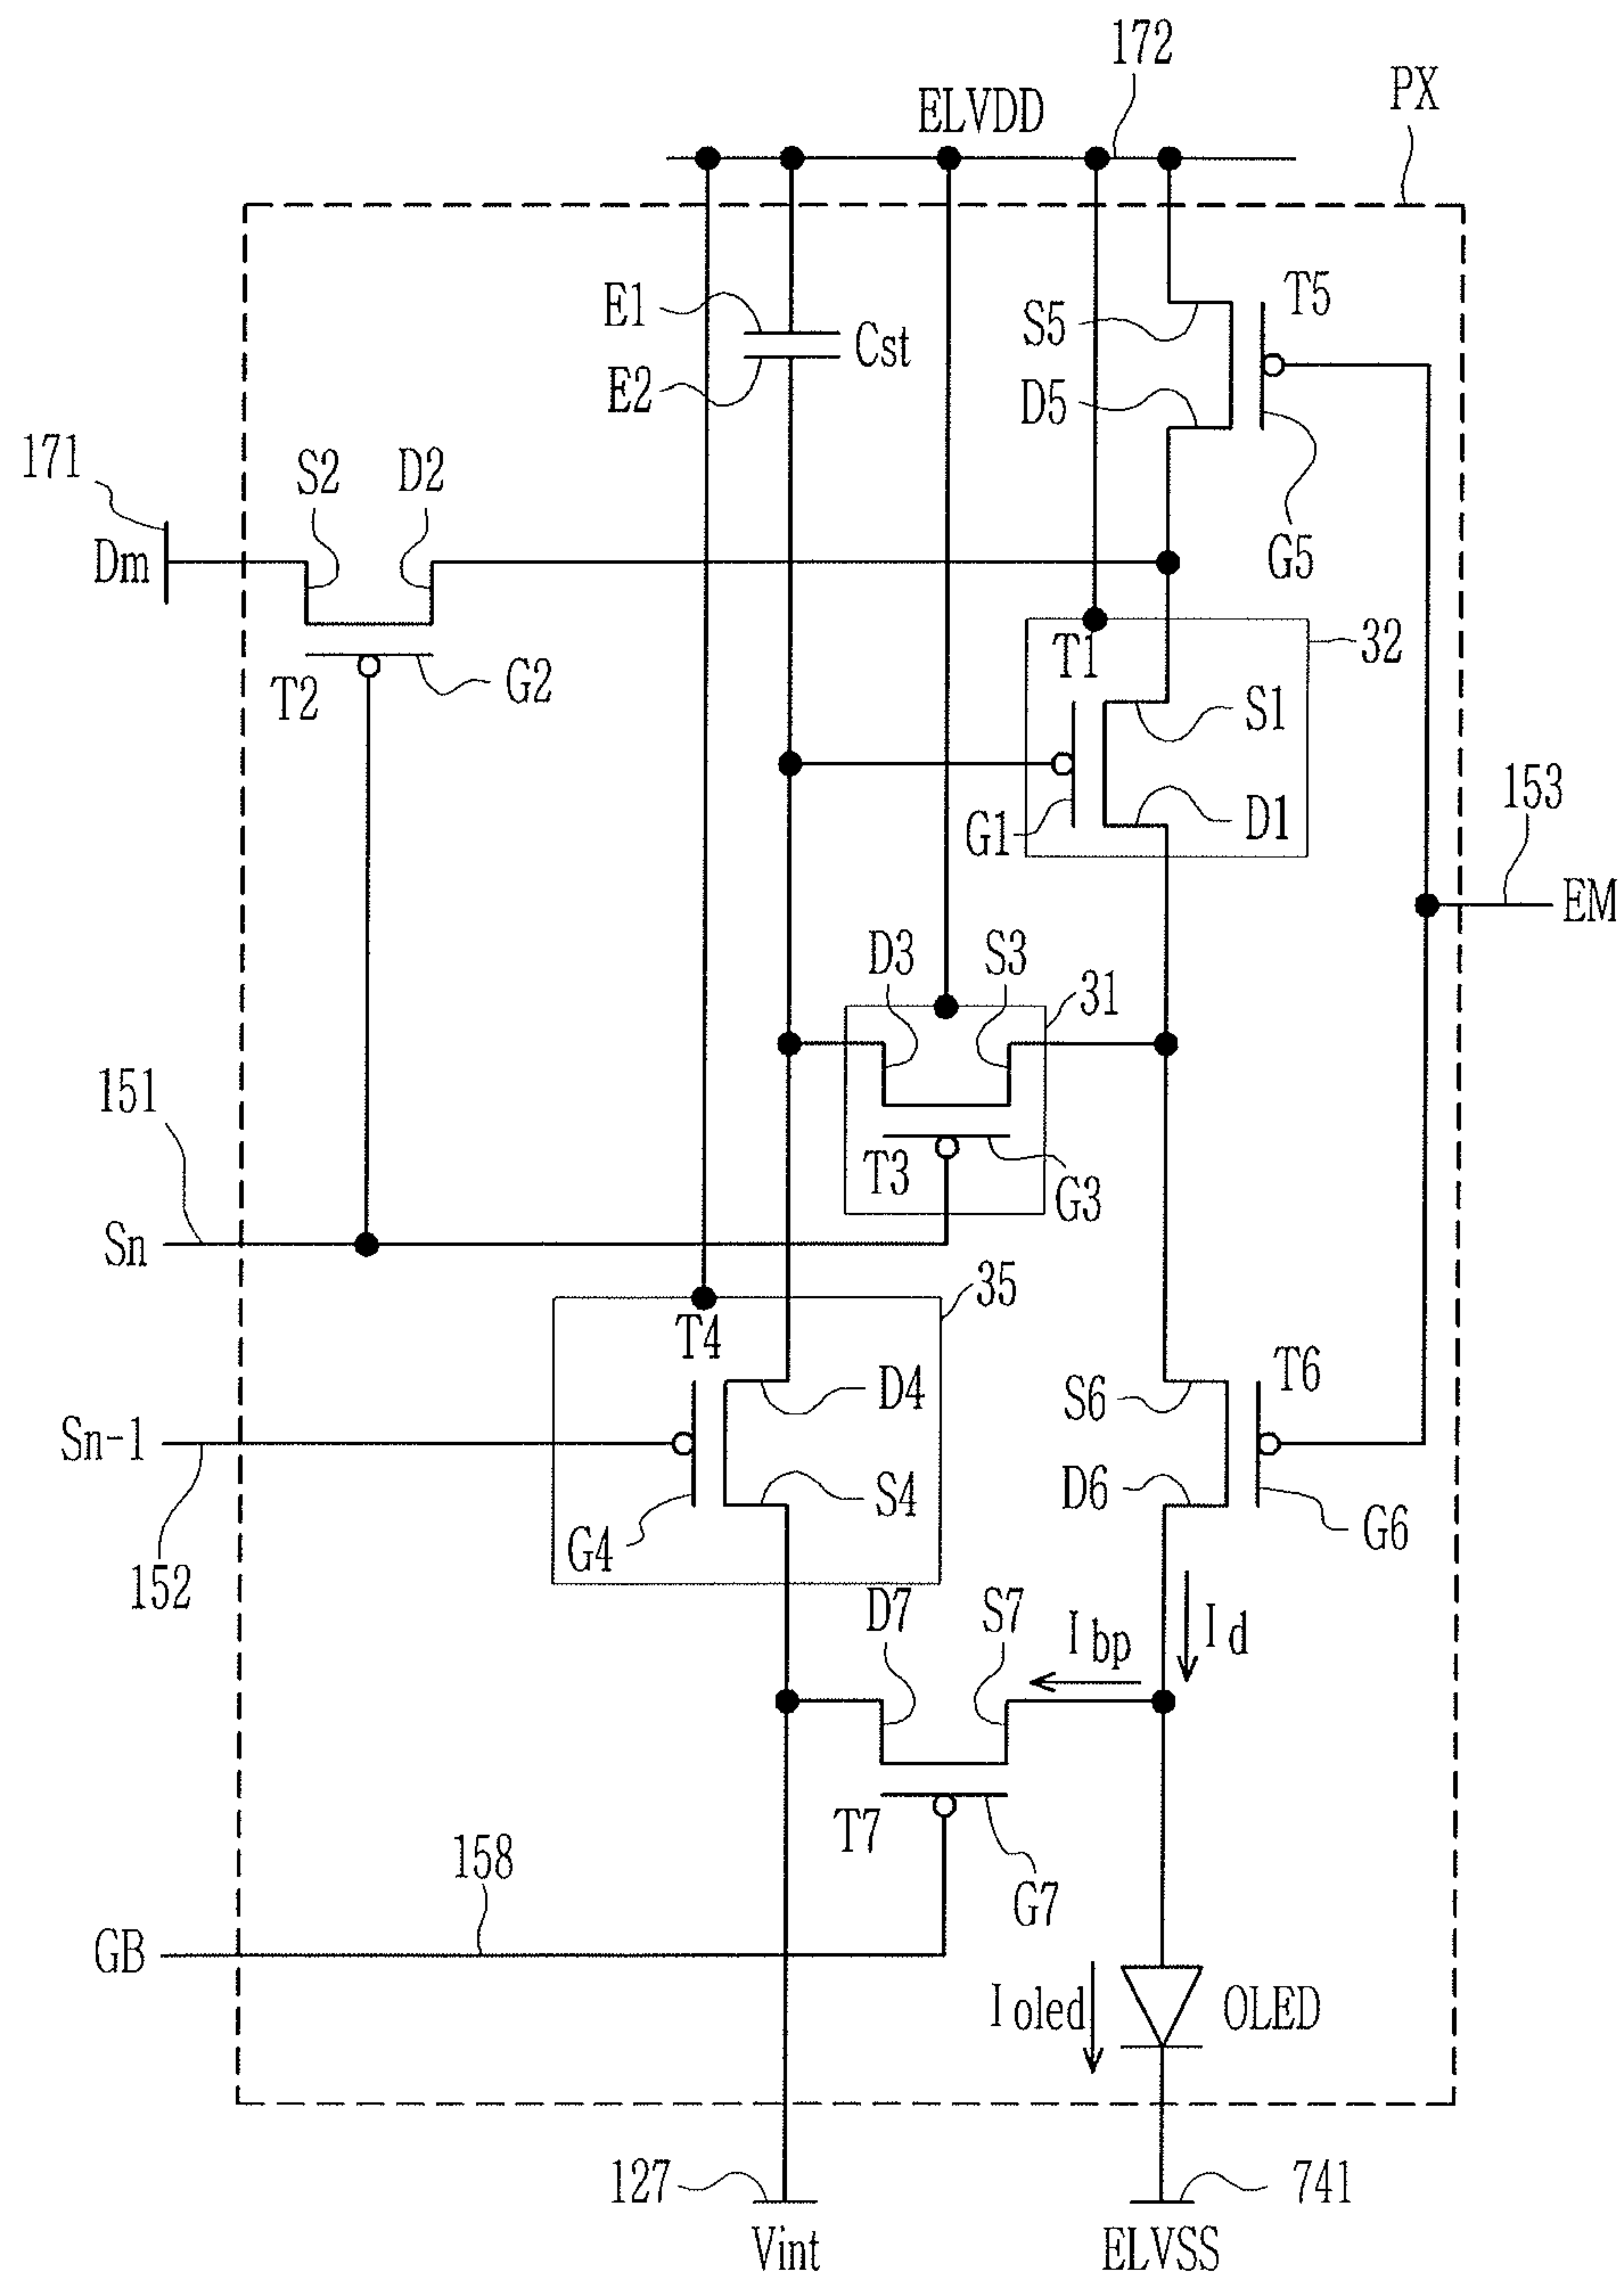 172
ELVDD
PX
E1
Cst
E2
T5
S5
D5
G5
171
S2
D2
Dm
T2
G2
T1
32
S1
G1
D1
153
EM
D3
S3
31
151
T3
G3
Sn
35
T4
D4
S6
T6
Sn-1
S4
D6
G4
G6
152
D7
S7
I bp
I d
T7
G7
158
GB
I oled
OLED
127
741
Vint
ELVSS